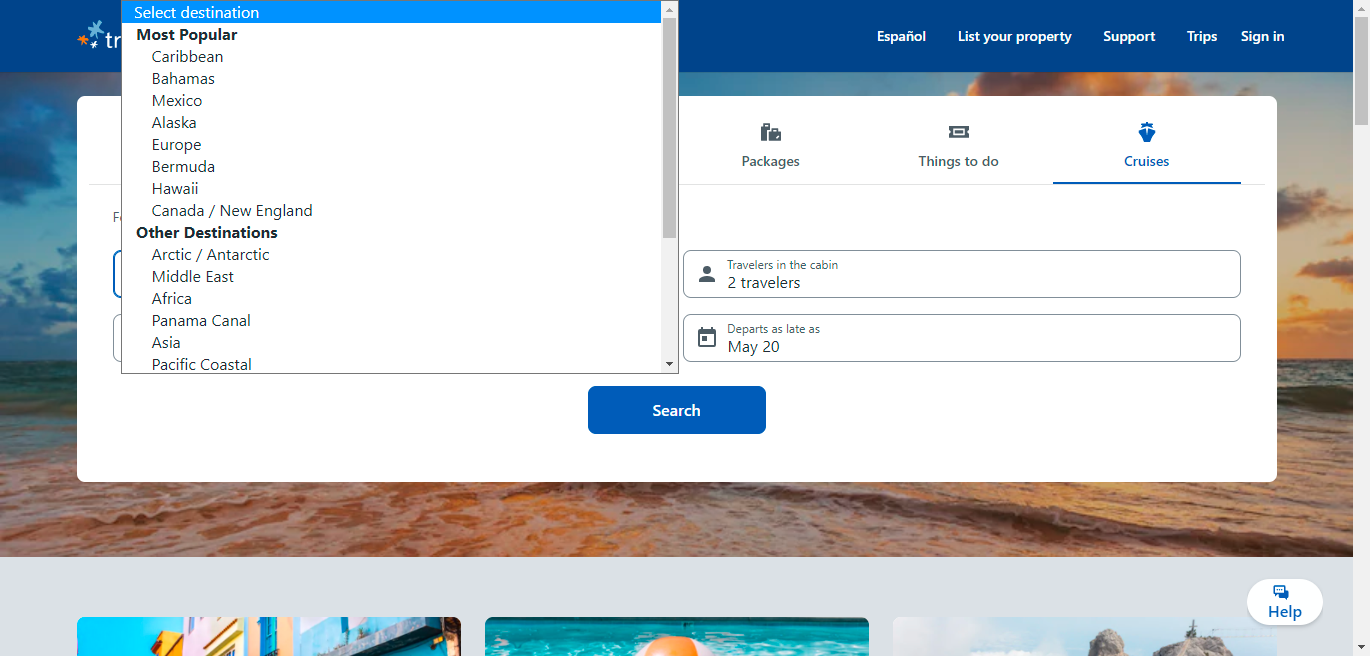 Select destination
Most Popular
Caribbean
Bahamas
Mexico
Alaska
Europe
Bermuda
Hawaii
Canada / New England
Other Destinations
Arctic / Antarctic
Middle East
Africa
Panama Canal
Asia
Pacific Coastal
Español
List your property
Support
Trips
Sign in
Packages
Things to do
Cruises
Travelers in the cabin
2 travelers
Departs as late as
May 20
Search
Help